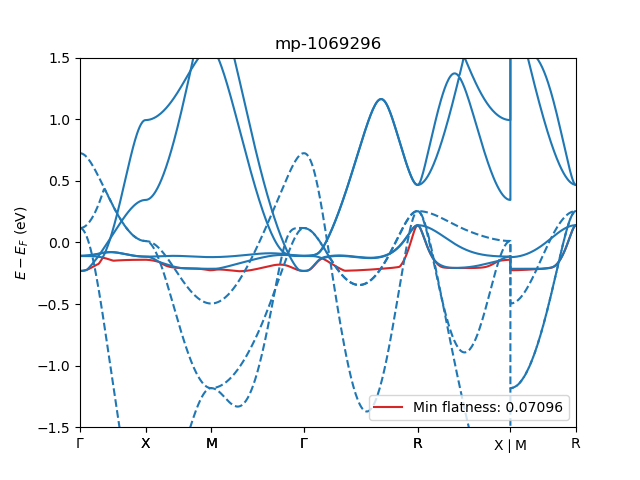 mp-1069296
E − E_F (eV)
1.5
1.0
0.5
0.0
−0.5
−1.0
−1.5
Min flatness: 0.07096
Γ X M Γ R X | M R